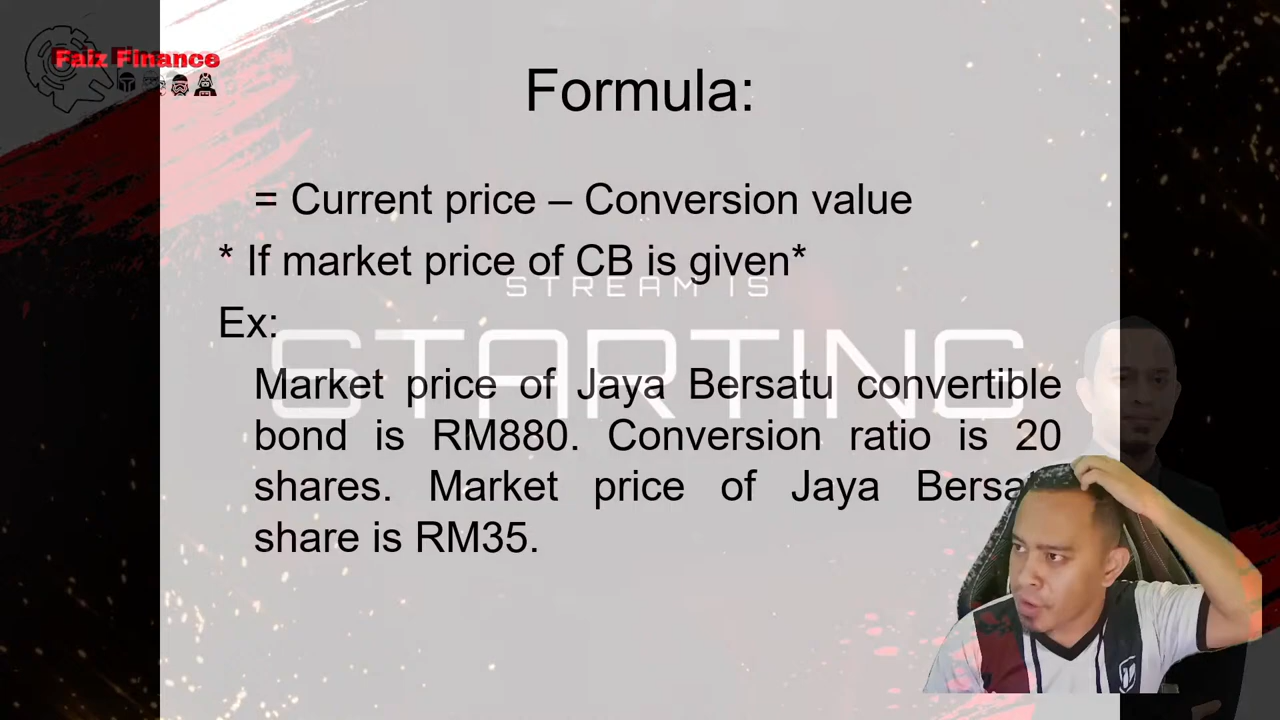 Faiz Finance
Formula:
= Current price – Conversion value
* If market price of CB is given*
STREAM IS
Ex:
STARTING
Market price of Jaya Bersatu convertible
bond is RM880. Conversion ratio is 20
shares. Market price of Jaya
share is RM35.